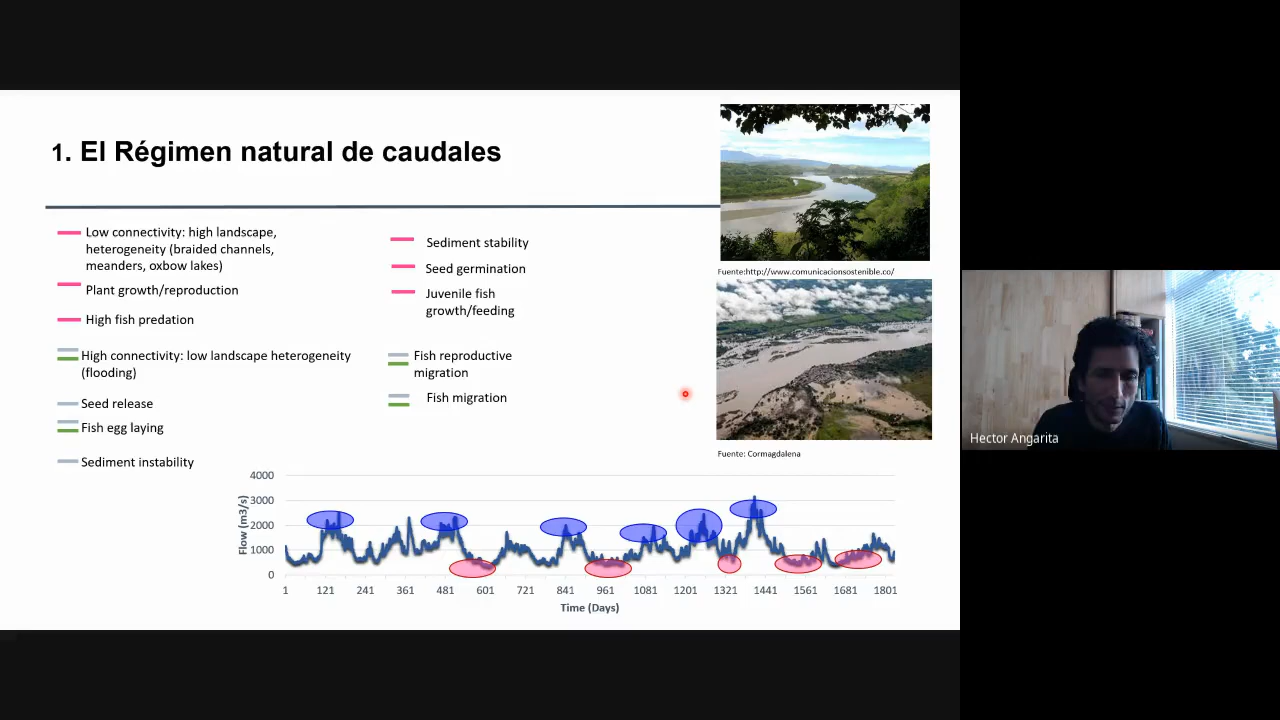 1. El Régimen natural de caudales
Low connectivity: high landscape,
heterogeneity (braided channels,
meanders, oxbow lakes)
Plant growth/reproduction
High fish predation
High connectivity: low landscape heterogeneity
(flooding)
Seed release
Fish egg laying
Sediment instability
Sediment stability
Seed germination
Juvenile fish
growth/feeding
Fish reproductive
migration
Fish migration
Fuente:http://www.comunicacionsostenible.co/
Fuente: Cormagdalena
Hector Angarita
Flow (m3/s)
4000
3000
2000
1000
0
1 121 241 361 481 601 721 841 961 1081 1201 1321 1441 1561 1681 1801
Time (Days)